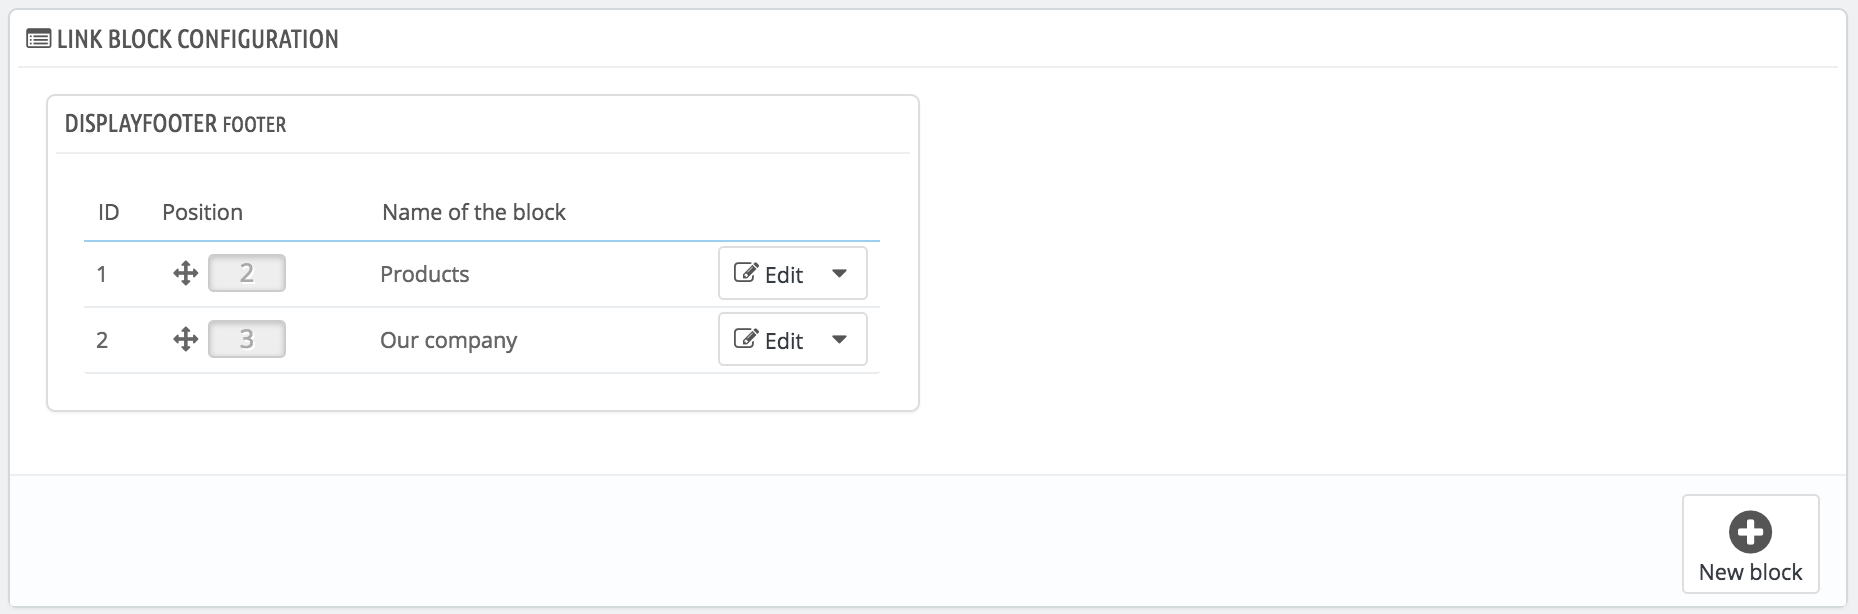 LINK BLOCK CONFIGURATION
DISPLAYFOOTER FOOTER
ID Position Name of the block
1 2 Products Edit
2 3 Our company Edit
New block